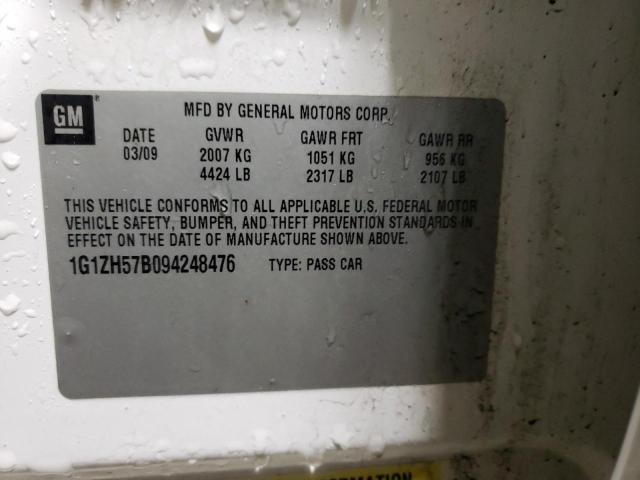 GM
MFD BY GENERAL MOTORS CORP.
DATE GVWR GAWR FRT GAWR RR
03/09 2007 KG 1051 KG 956 KG
4424 LB 2317 LB 2107 LB
THIS VEHICLE CONFORMS TO ALL APPLICABLE U.S. FEDERAL MOTOR
VEHICLE SAFETY, BUMPER, AND THEFT PREVENTION STANDARDS IN
EFFECT ON THE DATE OF MANUFACTURE SHOWN ABOVE.
1G1ZH57B094248476 TYPE: PASS CAR